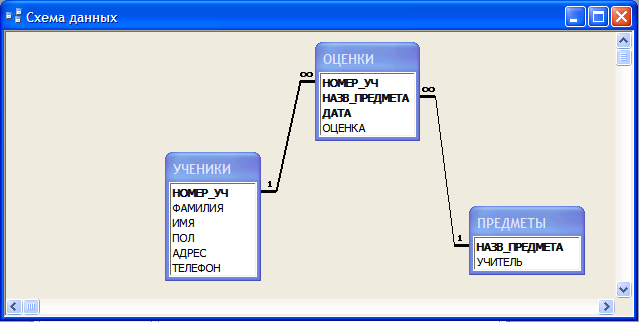 Схема данных
ОЦЕНКИ
НОМЕР_УЧ
НАЗВ_ПРЕДМЕТА
ДАТА
ОЦЕНКА
∞
∞
УЧЕНИКИ
НОМЕР_УЧ
ФАМИЛИЯ
ИМЯ
ПОЛ
АДРЕС
ТЕЛЕФОН
1
ПРЕДМЕТЫ
НАЗВ_ПРЕДМЕТА
УЧИТЕЛЬ
1